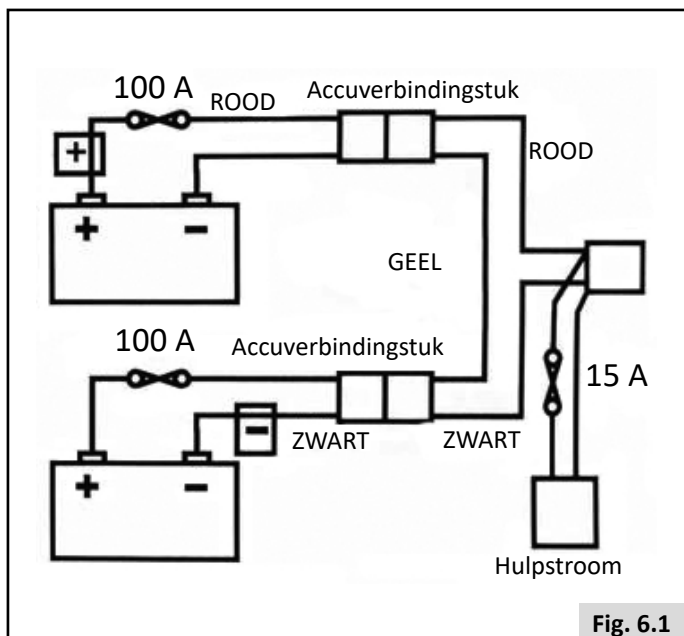 100 A
ROOD
Accuverbindingstuk
+
ROOD
+ -
GEEL
100 A
Accuverbindingstuk
15 A
-
ZWART
ZWART
+ -
Hulpstroom
Fig. 6.1